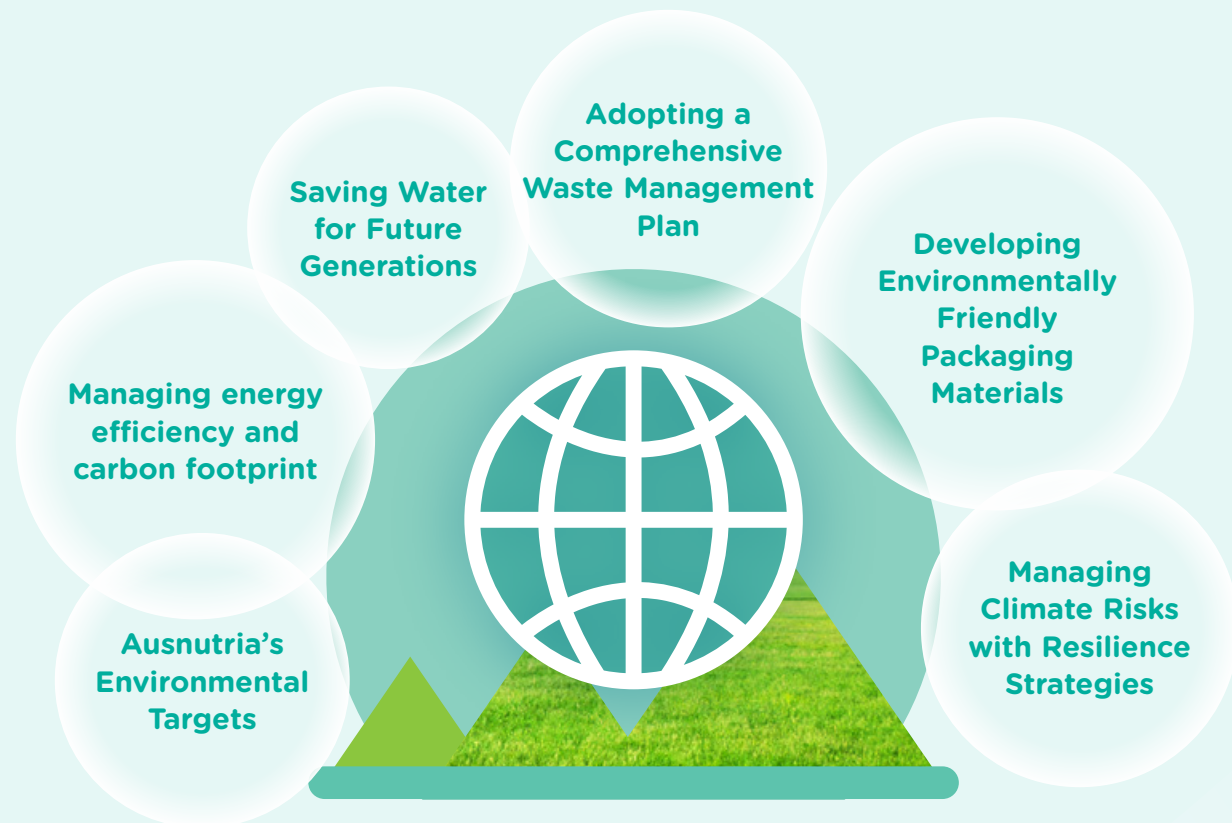 Adopting a
Comprehensive
Waste Management
Plan
Saving Water
for Future
Generations
Developing
Environmentally
Friendly
Packaging
Materials
Managing energy
efficiency and
carbon footprint
Managing
Climate Risks
with Resilience
Strategies
Ausnutria’s
Environmental
Targets